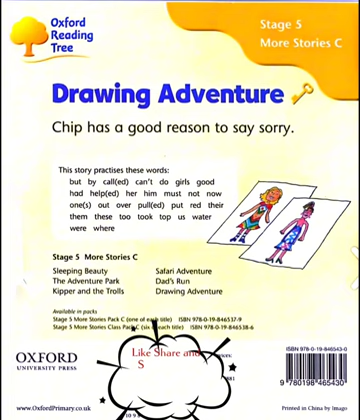 Oxford
Reading
Tree
Stage 5
More Stories C
Drawing Adventure
Chip has a good reason to say sorry.
This story practises these words:
but by call(ed) can't do girls good
had help(ed) her him must not now
one(s) out over pull(ed) put red their
them these too took top us water
were where
Stage 5 More Stories C
Sleeping Beauty Safari Adventure
The Adventure Park Dad's Run
Kipper and the Trolls Drawing Adventure
Available in packs
Stage 5 More Stories Pack C (one of each title) ISBN 978-0-19-846537-9
Stage 5 More Stories Class Pack C (six of each title) ISBN 978-0-19-846538-6
Like Share and
S
OXFORD
UNIVERSITY PRESS
ISBN 978-0-19-846543-0
9 780198 465430
www.OxfordPrimary.co.uk
Printed in China by Imago